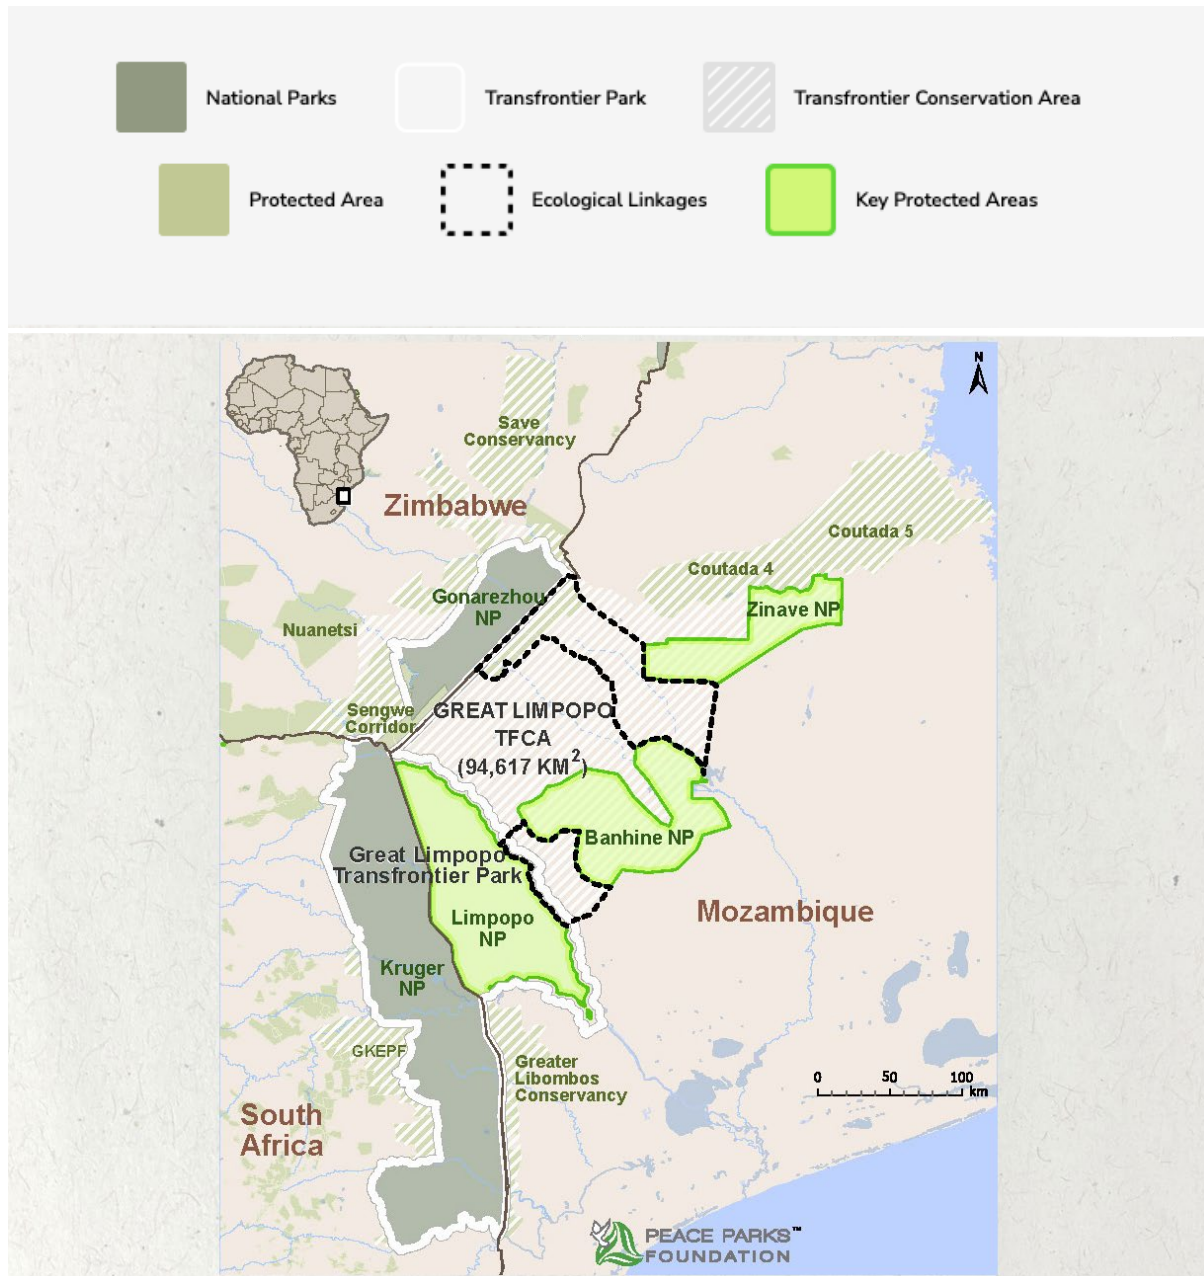 National Parks
Transfrontier Park
Transfrontier Conservation Area
Protected Area
Ecological Linkages
Key Protected Areas
N
Save
Conservancy
Zimbabwe
Coutada 5
Coutada 4
Gonarezhou
NP
Zinave NP
Nuanetsi
Sengwe
Corridor
GREAT LIMPOPO
TFCA
(94,617 KM²)
Banhine NP
Great Limpopo
Transfrontier Park
Limpopo
NP
Mozambique
Kruger
NP
GKEPF
Greater
Libombos
Conservancy
0 50 100
km
South
Africa
PEACE PARKS™
FOUNDATION